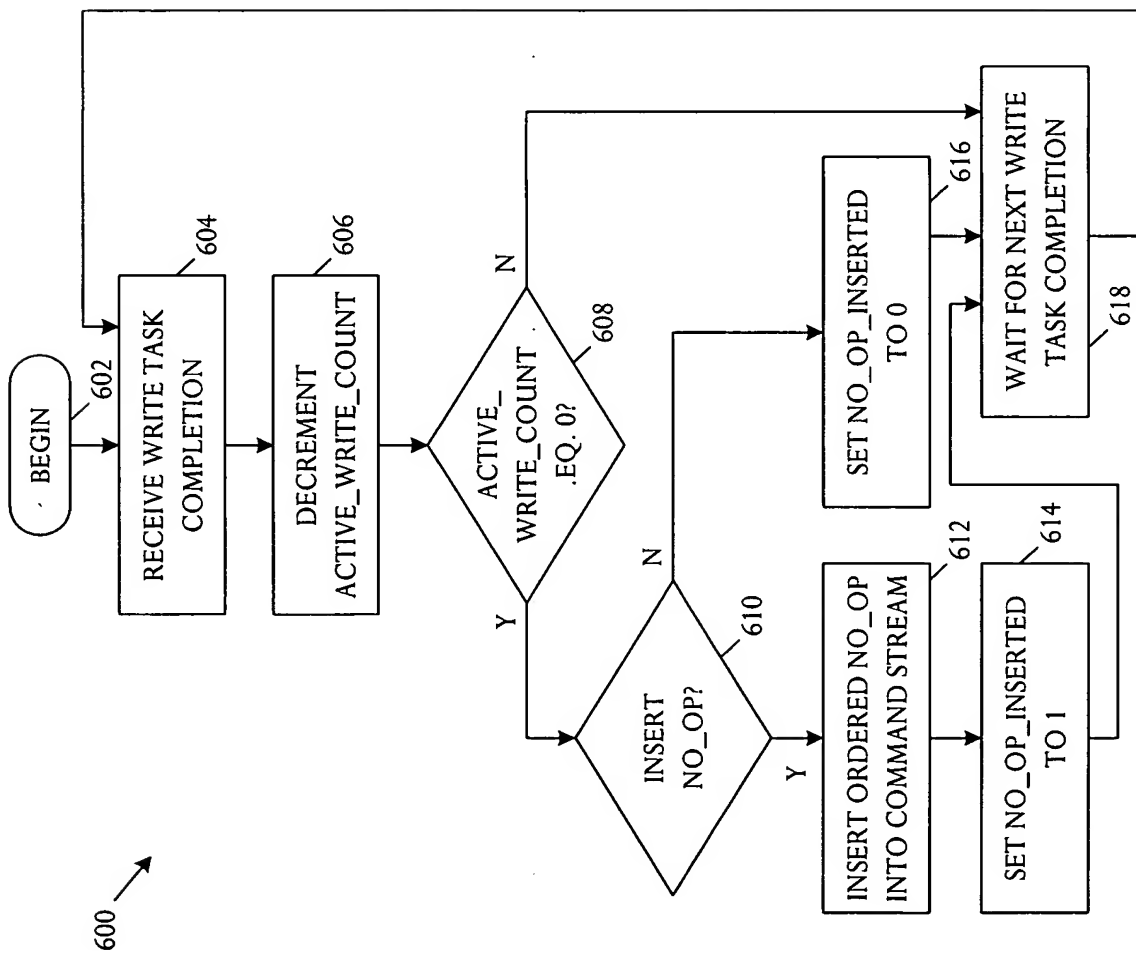 600
BEGIN
602
RECEIVE WRITE TASK
COMPLETION
604
DECREMENT
ACTIVE_WRITE_COUNT
606
ACTIVE_
WRITE_COUNT
.EQ. 0?
608
Y
N
INSERT
NO_OP?
610
N
Y
INSERT ORDERED NO_OP
INTO COMMAND STREAM
612
SET NO_OP_INSERTED
TO 1
614
SET NO_OP_INSERTED
TO 0
616
WAIT FOR NEXT WRITE
TASK COMPLETION
618